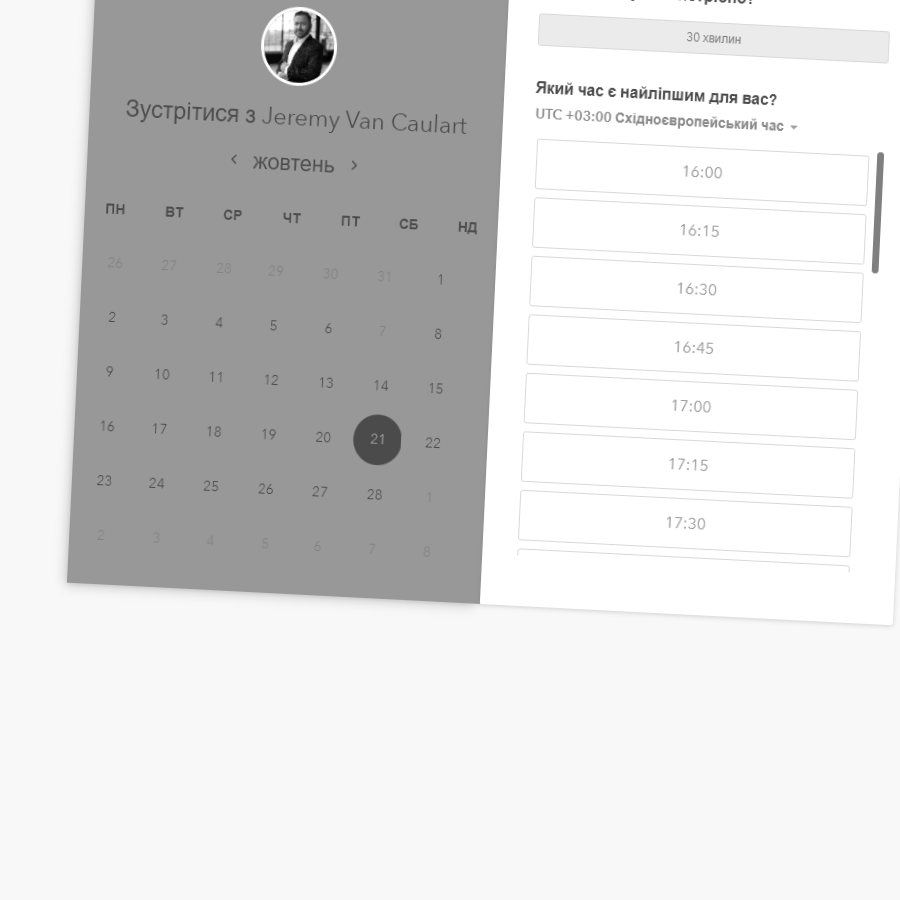 Зустрітися з Jeremy Van Caulart
жовтень
ПН ВТ СР ЧТ ПТ СБ НД
26 27 28 29 30 31 1
2 3 4 5 6 7 8
9 10 11 12 13 14 15
16 17 18 19 20 21 22
23 24 25 26 27 28 1
2 3 4 5 6 7 8
30 хвилин
Який час є найліпшим для вас?
UTC +03:00 Східноєвропейський час
16:00
16:15
16:30
16:45
17:00
17:15
17:30